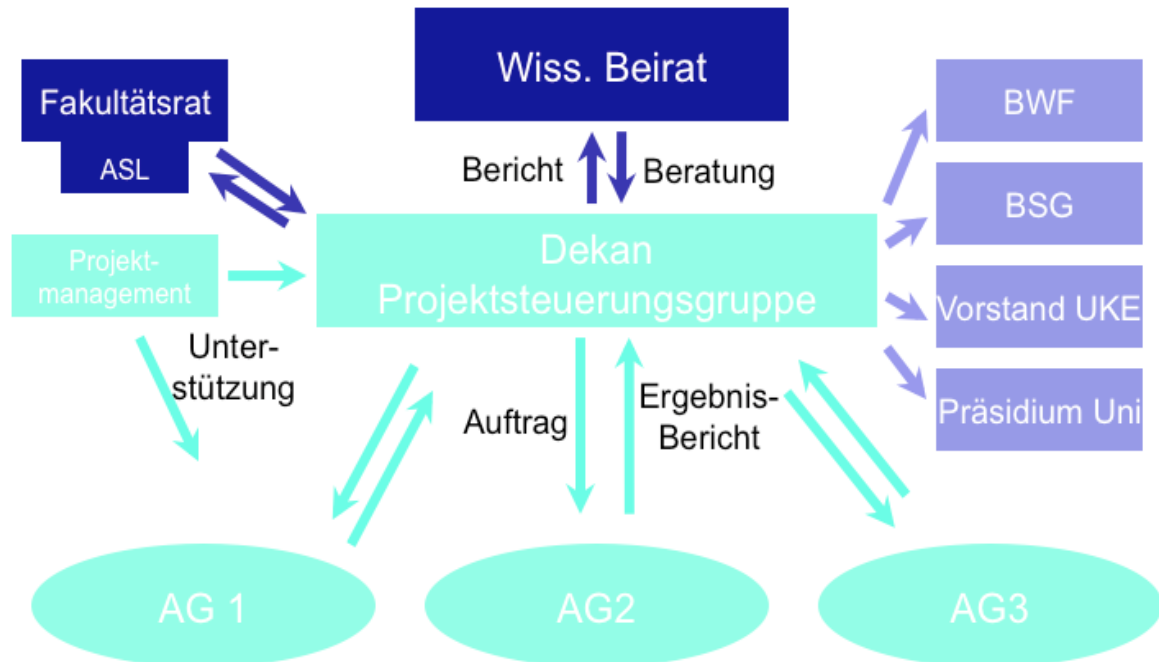 Wiss. Beirat
Fakultätsrat
ASL
BWF
Bericht
Beratung
BSG
Projekt-
management
Dekan
Projektsteuerungsgruppe
Vorstand UKE
Präsidium Uni
Unter-
stützung
Auftrag
Ergebnis-
Bericht
AG 1
AG2
AG3